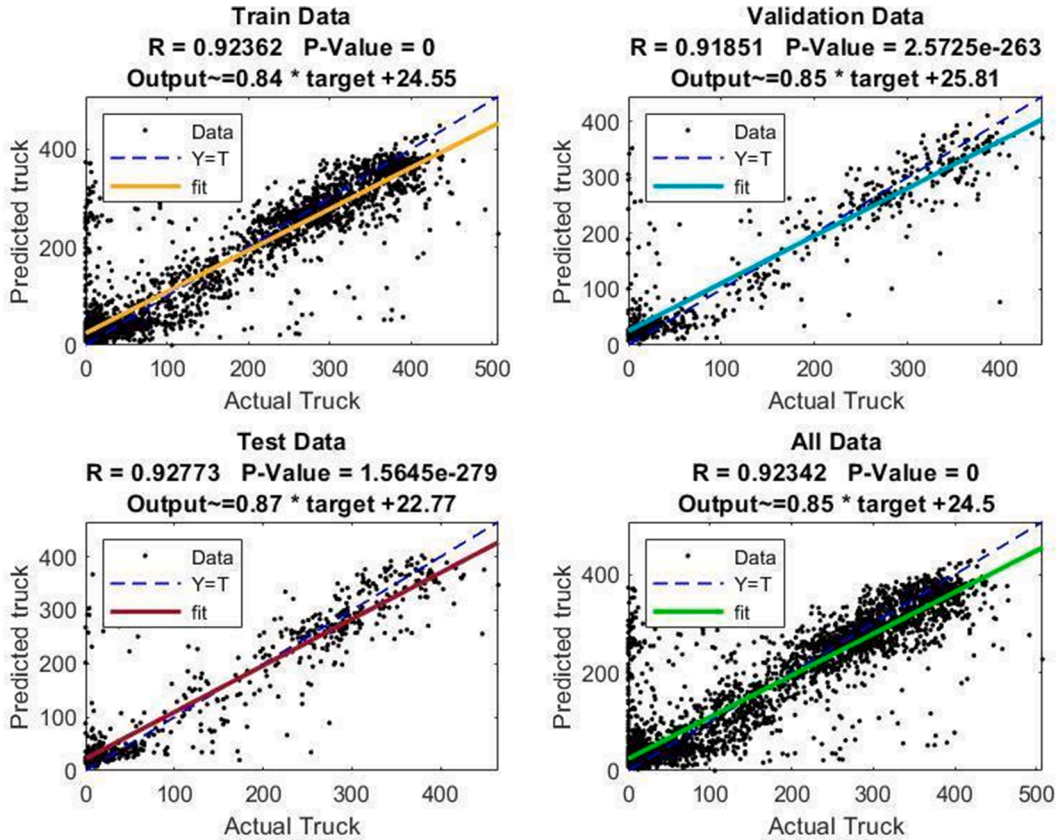 Train Data
R = 0.92362 P-Value = 0
Output~=0.84 * target +24.55
Predicted truck
400
200
0
Data
Y=T
fit
0 100 200 300 400 500
Actual Truck
Validation Data
R = 0.91851 P-Value = 2.5725e-263
Output~=0.85 * target +25.81
Predicted truck
400
300
200
100
0
Data
Y=T
fit
0 100 200 300 400
Actual Truck
Test Data
R = 0.92773 P-Value = 1.5645e-279
Output~=0.87 * target +22.77
Predicted truck
400
300
200
100
0
Data
Y=T
fit
0 100 200 300 400
Actual Truck
All Data
R = 0.92342 P-Value = 0
Output~=0.85 * target +24.5
Predicted truck
400
200
0
Data
Y=T
fit
0 100 200 300 400 500
Actual Truck